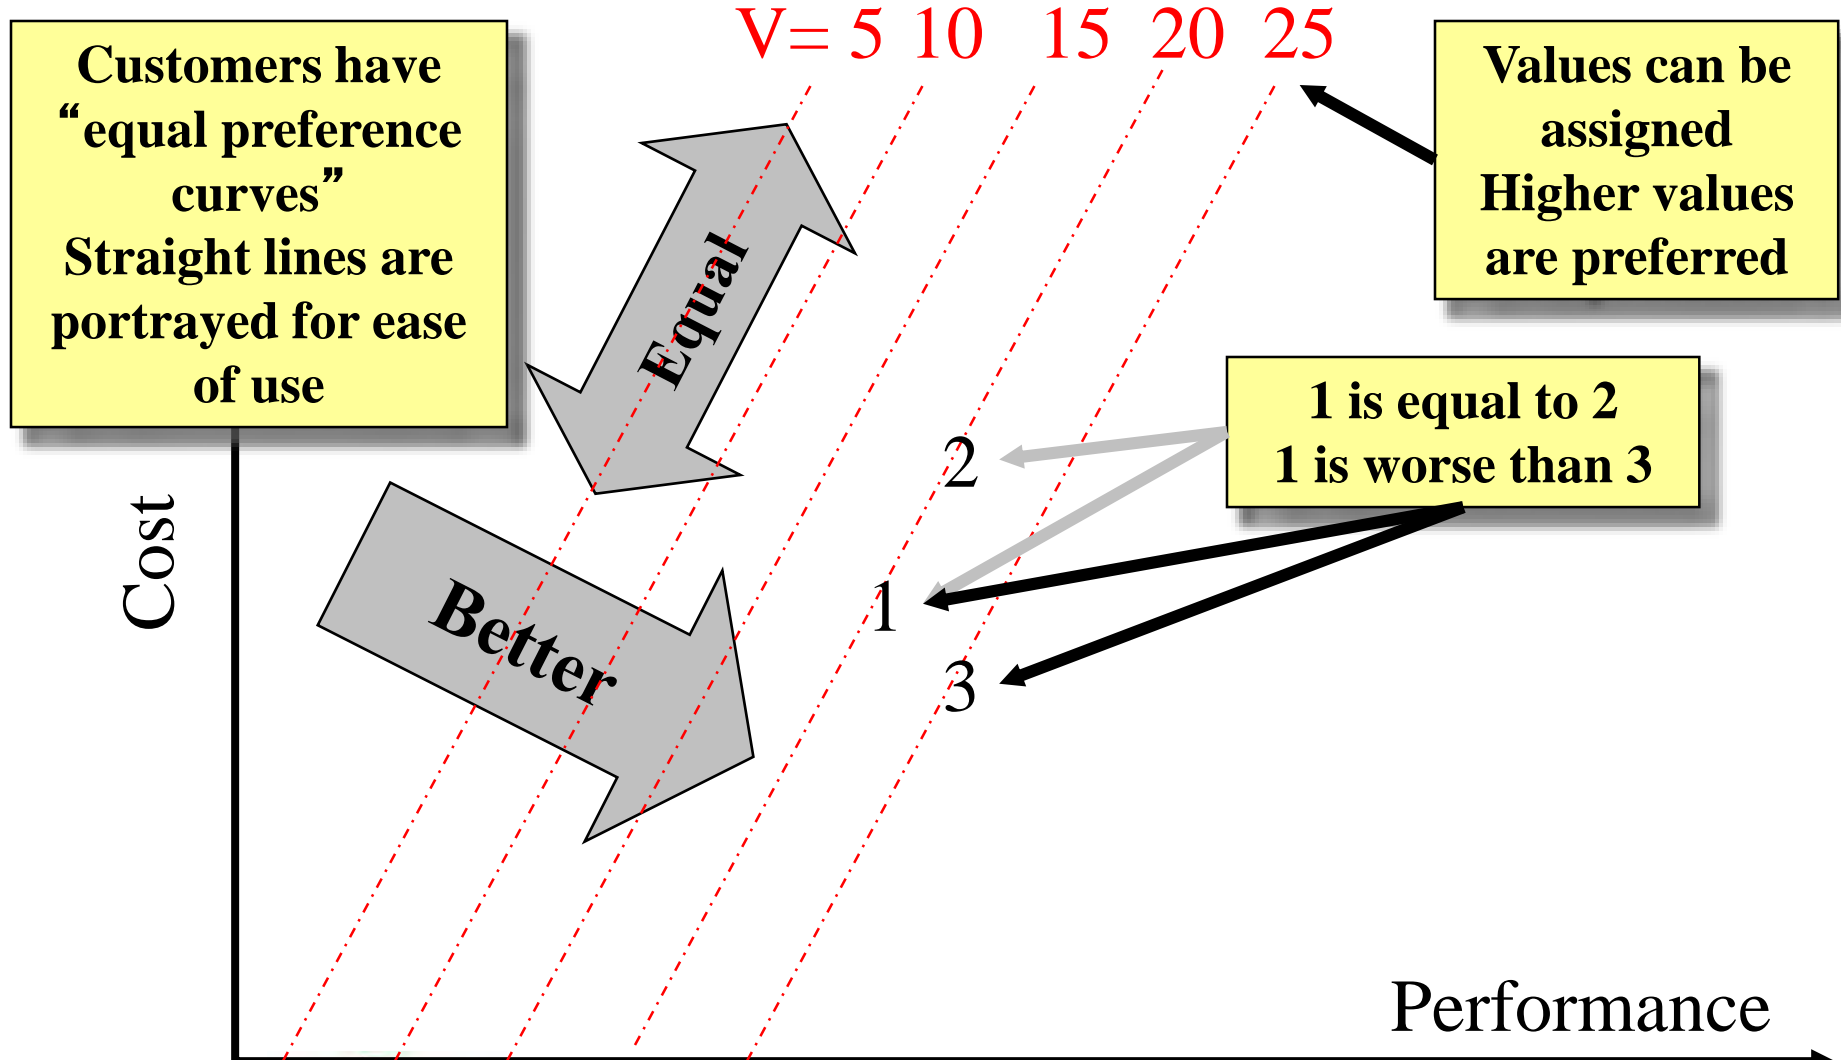 V= 5 10 15 20 25
Customers have
“equal preference
curves”
Straight lines are
portrayed for ease
of use
Values can be
assigned
Higher values
are preferred
Equal
1 is equal to 2
1 is worse than 3
2
1
3
Better
Cost
Performance